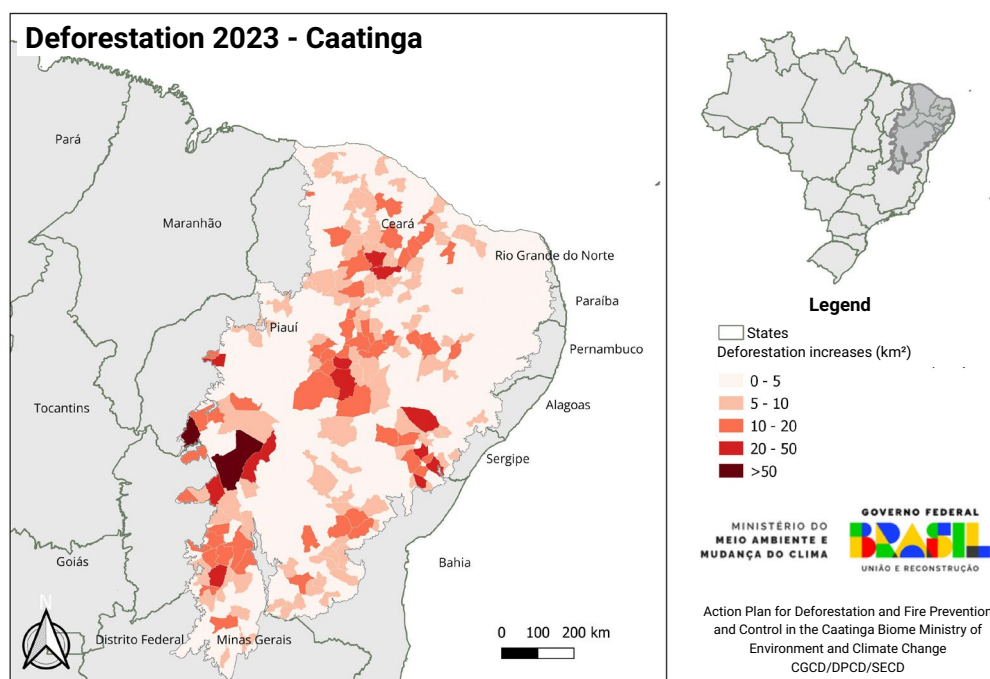 Deforestation 2023 - Caatinga
Pará
Maranhão
Ceará
Rio Grande do Norte
Paraíba
Piauí
Pernambuco
Tocantins
Alagoas
Sergipe
Goiás
Bahia
N
Distrito Federal
Minas Gerais
0 100 200 km
Legend
States
Deforestation increases (km²)
0 - 5
5 - 10
10 - 20
20 - 50
>50
MINISTÉRIO DO
MEIO AMBIENTE E
MUDANÇA DO CLIMA
GOVERNO FEDERAL
BRASIL
UNIÃO E RECONSTRUÇÃO
Action Plan for Deforestation and Fire Prevention
and Control in the Caatinga Biome Ministry of
Environment and Climate Change
CGCD/DPCD/SECD